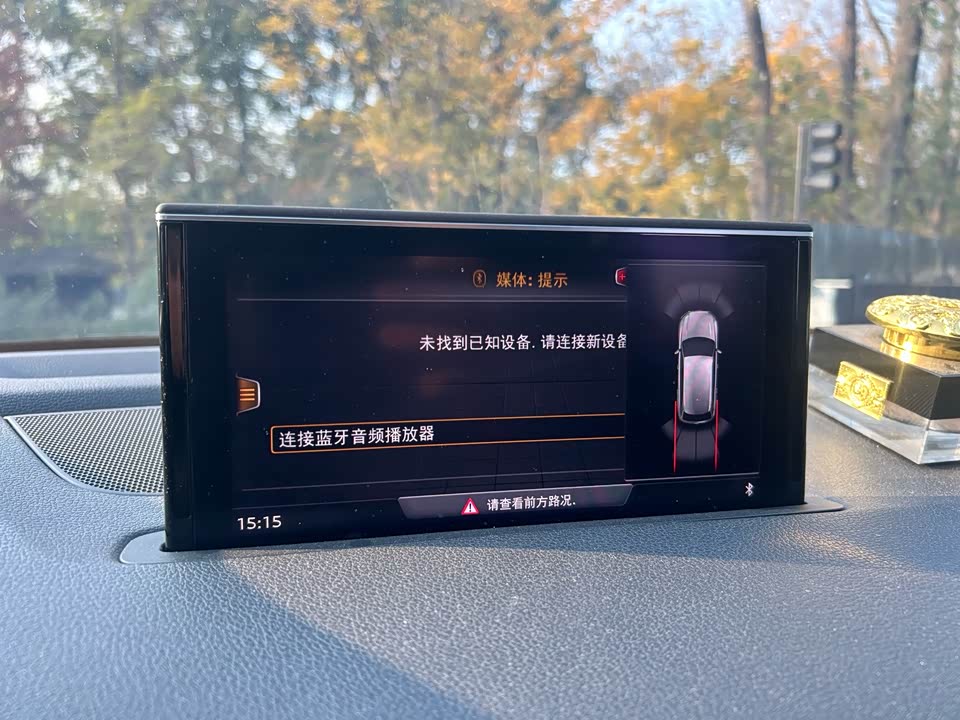 媒体: 提示
未找到已知设备. 请连接新设备
连接蓝牙音频播放器
请查看前方路况.
15:15